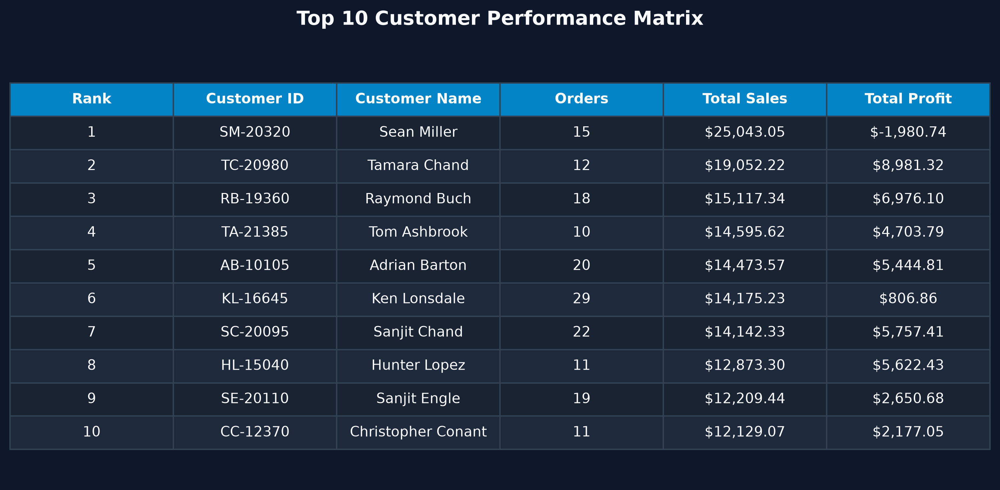 Top 10 Customer Performance Matrix
Rank Customer ID Customer Name Orders Total Sales Total Profit
1 SM-20320 Sean Miller 15 $25,043.05 $-1,980.74
2 TC-20980 Tamara Chand 12 $19,052.22 $8,981.32
3 RB-19360 Raymond Buch 18 $15,117.34 $6,976.10
4 TA-21385 Tom Ashbrook 10 $14,595.62 $4,703.79
5 AB-10105 Adrian Barton 20 $14,473.57 $5,444.81
6 KL-16645 Ken Lonsdale 29 $14,175.23 $806.86
7 SC-20095 Sanjit Chand 22 $14,142.33 $5,757.41
8 HL-15040 Hunter Lopez 11 $12,873.30 $5,622.43
9 SE-20110 Sanjit Engle 19 $12,209.44 $2,650.68
10 CC-12370 Christopher Conant 11 $12,129.07 $2,177.05